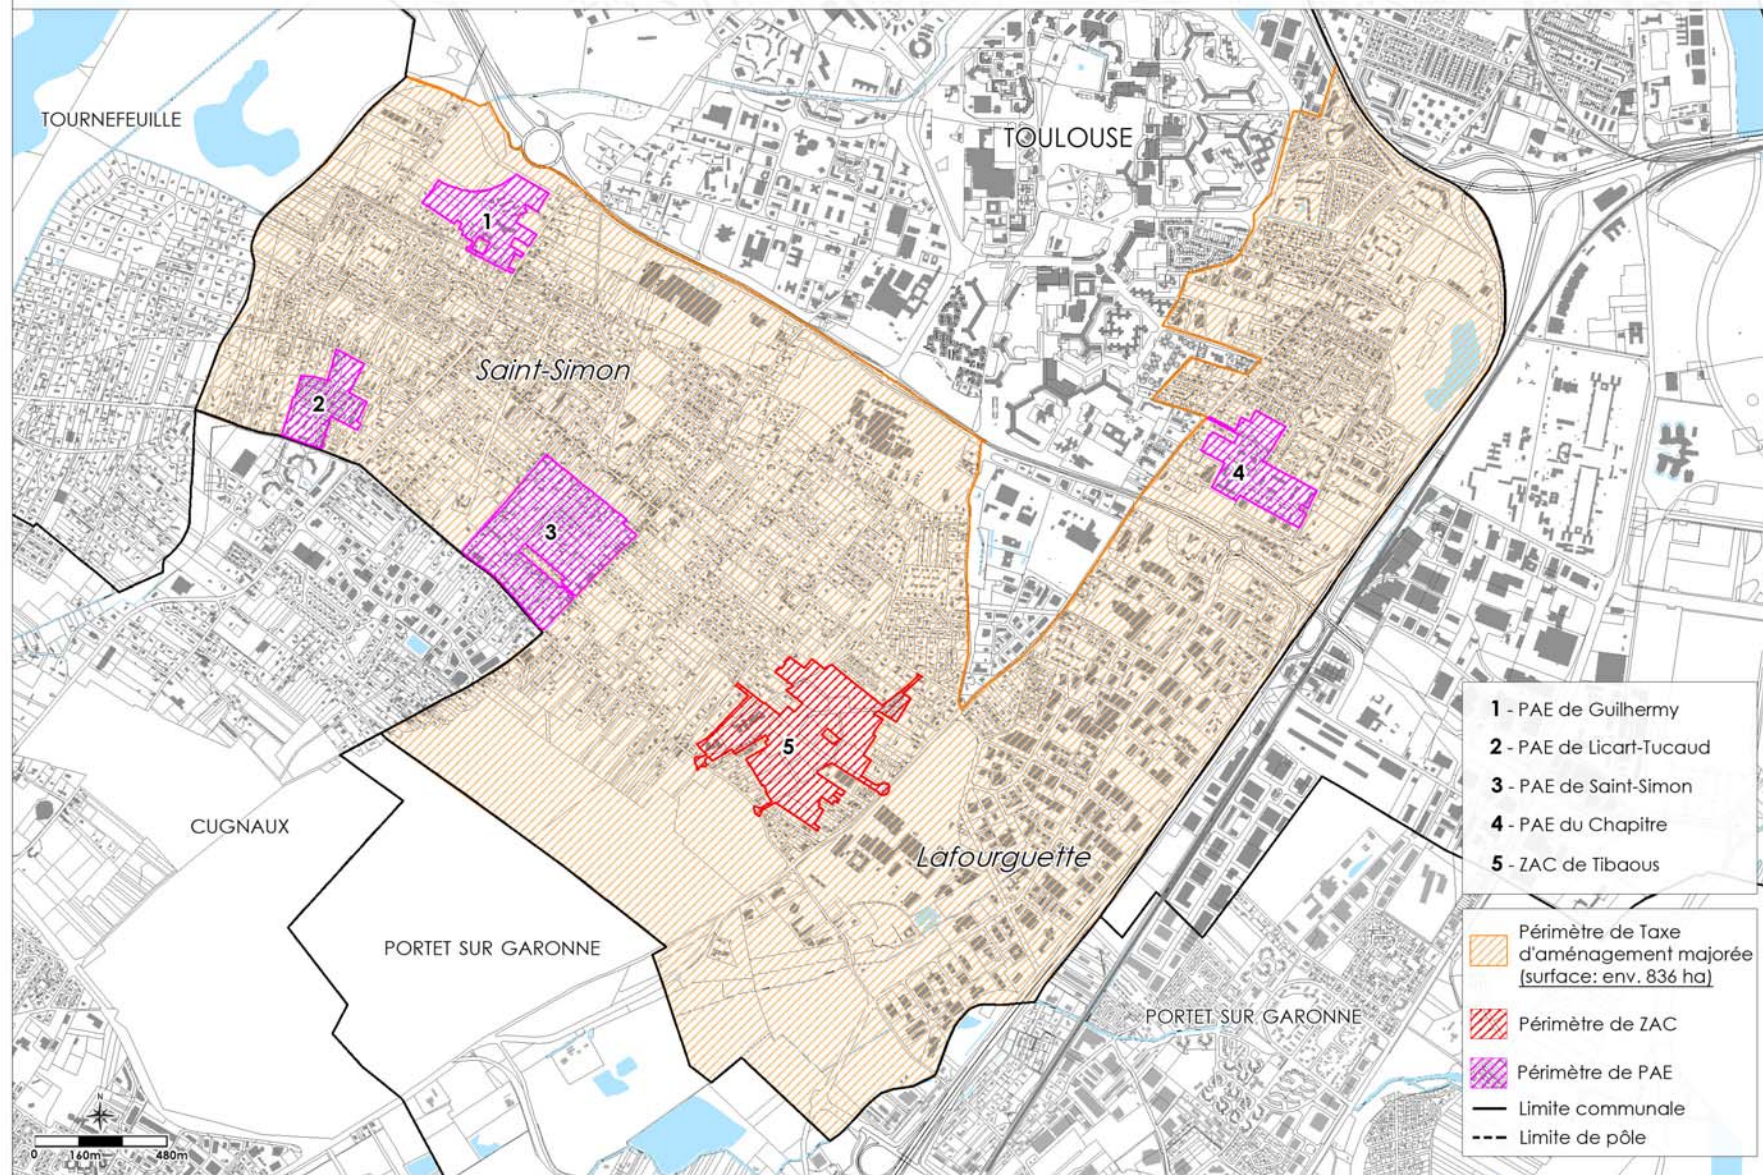 TOURNEFEUILLE
TOULOUSE
1
Saint-Simon
2
4
3
5
1 - PAE de Guilhermy
2 - PAE de Licart-Tucaud
3 - PAE de Saint-Simon
4 - PAE du Chapitre
5 - ZAC de Tibaous
CUGNAUX
Lafourguette
PORTET SUR GARONNE
PORTET SUR GARONNE
Périmètre de Taxe
d'aménagement majorée
(surface: env. 836 ha)
Périmètre de ZAC
Périmètre de PAE
Limite communale
Limite de pôle
N
0 160m 480m